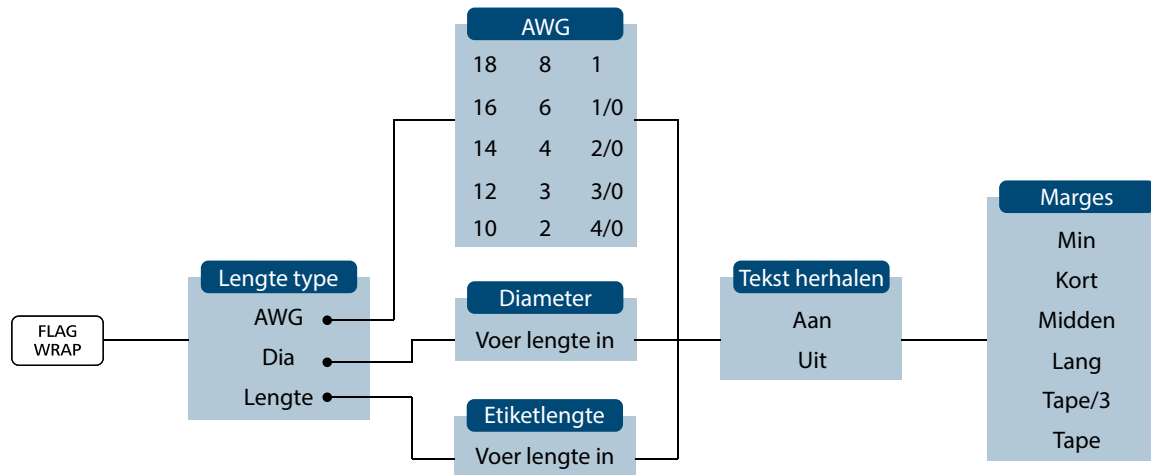 FLAG
WRAP
Lengte type
AWG
Dia
Lengte
AWG
18 8 1
16 6 1/0
14 4 2/0
12 3 3/0
10 2 4/0
Diameter
Voer lengte in
Etiketlengte
Voer lengte in
Tekst herhalen
Aan
Uit
Marges
Min
Kort
Midden
Lang
Tape/3
Tape